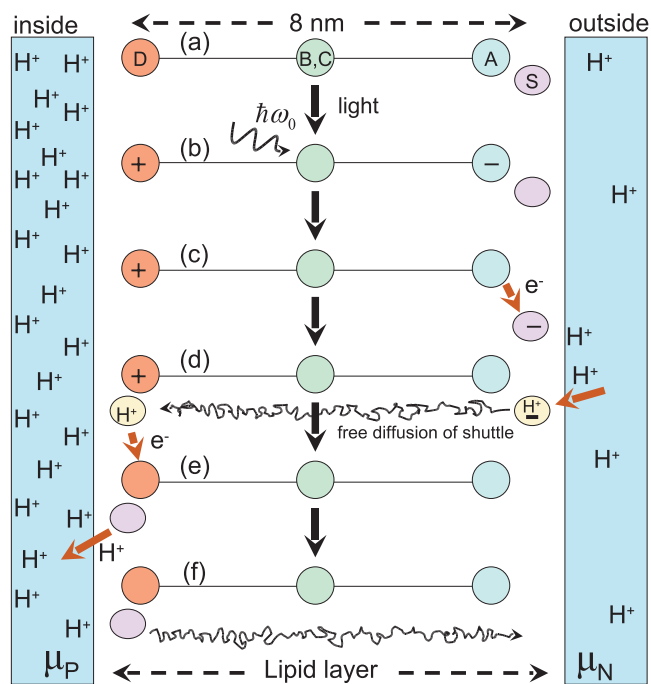 inside
8 nm
outside
(a)
D
B,C
A
S
H⁺ H⁺
H⁺
H⁺ H⁺
light
ħω₀
H⁺
(b)
H⁺
+
−
H⁺ H⁺
H⁺
H⁺
H⁺
(c)
H⁺
+
e⁻
H⁺
−
H⁺
H⁺
H⁺
(d)
+
H⁺
H⁺
H⁺
H⁺
H⁺
free diffusion of shuttle
H⁺
e⁻
H⁺
H⁺
(e)
H⁺
H⁺
H⁺
H⁺
(f)
H⁺
H⁺
H⁺
μP
Lipid layer
μN